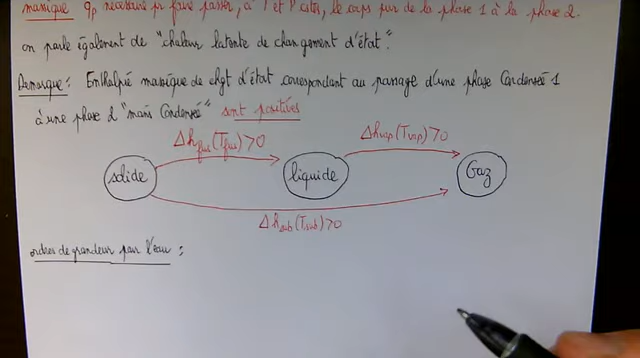 massique qp nécessaire pr faire passer, à T et P cstes, le corps pur de la phase 1 à la phase 2.
on parle également de "chaleur latente de changement d'état".
Remarque: Enthalpie massique de chgt d'état correspondant au passage d'une phase Condensée 1
à une phase 2 "moins Condensée" sont positives
Δhfus(Tfus)>0
Δhvap(Tvap)>0
solide
liquide
Gaz
Δhsub(Tsub)>0
ordres de grandeur pour l'eau :